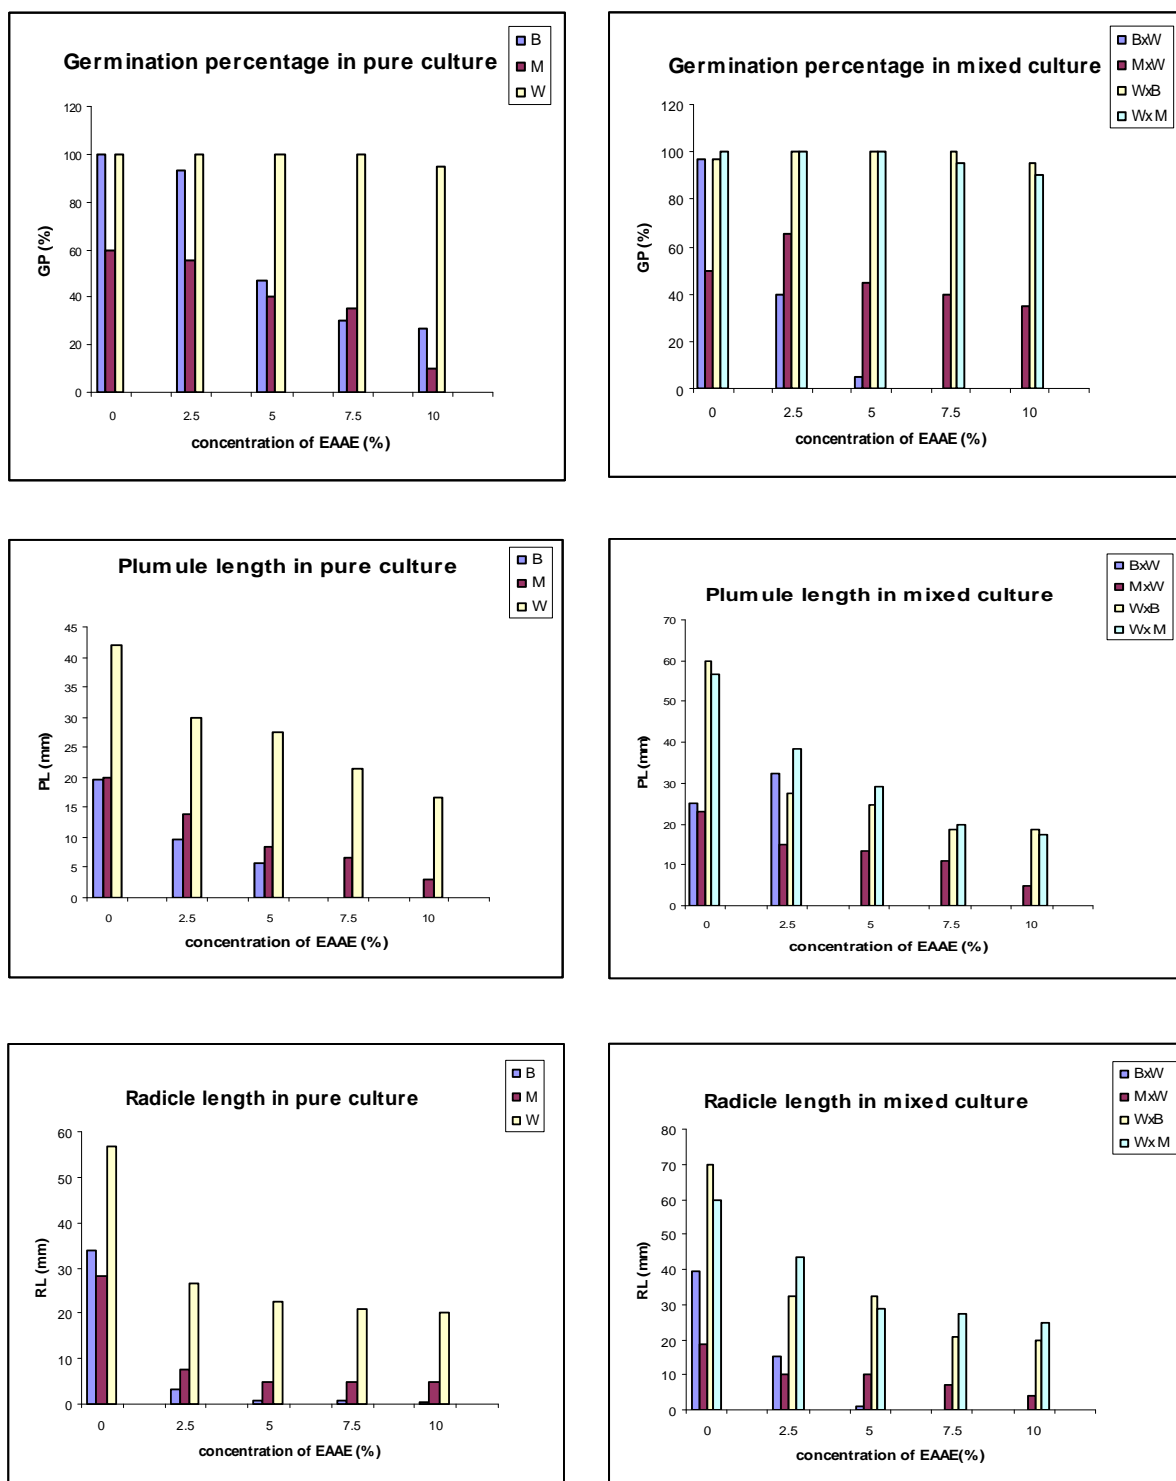 Germination percentage in pure culture
B
M
W
120
100
80
60
40
20
0
GP (%)
0 2.5 5 7.5 10
concentration of EAAE (%)
Germination percentage in mixed culture
BxW
MxW
WxB
WxM
120
100
80
60
40
20
0
GP (%)
0 2.5 5 7.5 10
concentration of EAAE (%)
Plumule length in pure culture
B
M
W
45
40
35
30
25
20
15
10
5
0
PL (mm)
0 2.5 5 7.5 10
concentration of EAAE (%)
Plumule length in mixed culture
BxW
MxW
WxB
WxM
70
60
50
40
30
20
10
0
PL (mm)
0 2.5 5 7.5 10
concentration of EAAE (%)
Radicle length in pure culture
B
M
W
60
50
40
30
20
10
0
RL (mm)
0 2.5 5 7.5 10
concentration of EAAE (%)
Radicle length in mixed culture
BxW
MxW
WxB
WxM
80
70
60
50
40
30
20
10
0
RL (mm)
0 2.5 5 7.5 10
concentration of EAAE(%)